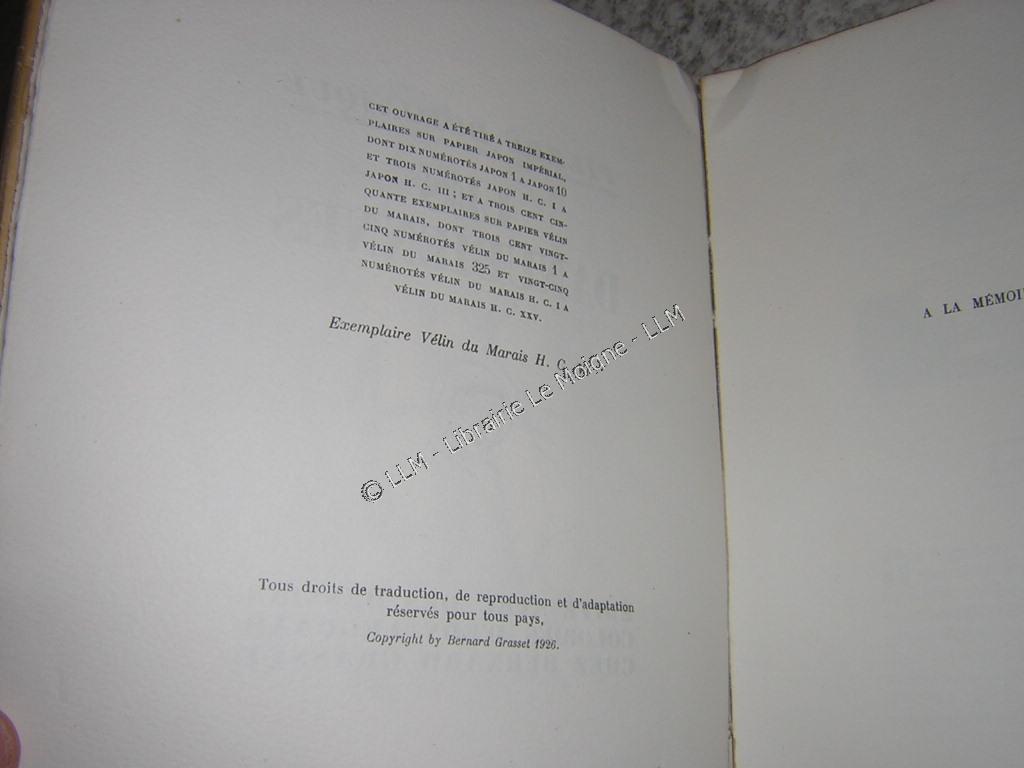 CET OUVRAGE A ÉTÉ TIRÉ A TREIZE EXEM-
PLAIRES SUR PAPIER JAPON IMPÉRIAL,
DONT DIX NUMÉROTÉS JAPON 1 A JAPON 10
ET TROIS NUMÉROTÉS JAPON H. C. I A
JAPON H. C. III ; ET A TROIS CENT CIN-
QUANTE EXEMPLAIRES SUR PAPIER VÉLIN
DU MARAIS, DONT TROIS CENT VINGT-
CINQ NUMÉROTÉS VÉLIN DU MARAIS 1 A
VÉLIN DU MARAIS 325 ET VINGT-CINQ
NUMÉROTÉS VÉLIN DU MARAIS H. C. I A
VÉLIN DU MARAIS H. C. XXV.
Exemplaire Vélin du Marais H. C.
© LLM - Librairie Le Moigne - LLM
Tous droits de traduction, de reproduction et d'adaptation
réservés pour tous pays,
Copyright by Bernard Grasset 1926.
A LA